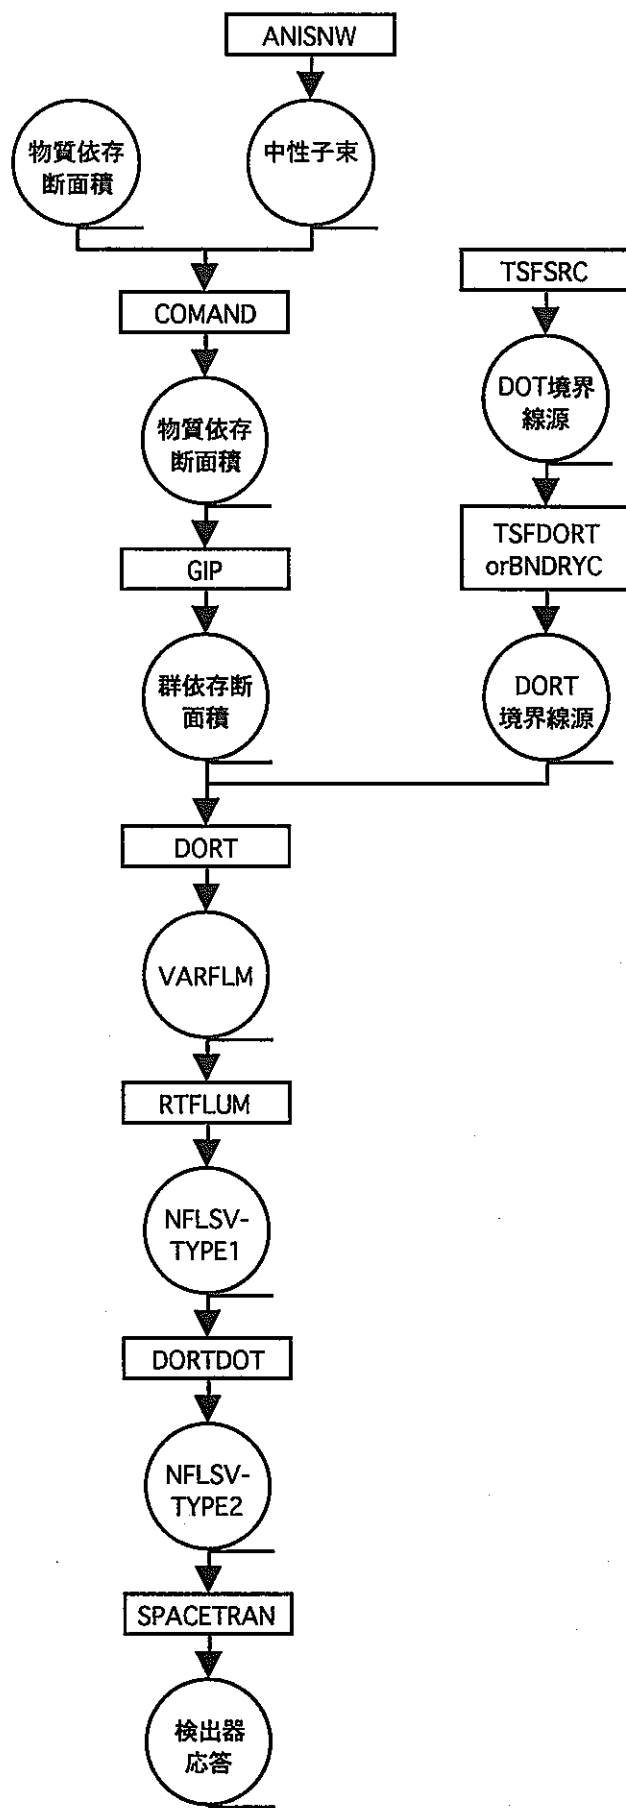 ANISNW
物質依存
断面積
中性子束
COMAND
物質依存
断面積
GIP
群依存断
面積
TSFSRC
DOT境界
線源
TSFDORT
orBNDRYC
DORT
境界線源
DORT
VARFLM
RTFLUM
NFLSV-
TYPE1
DORTDOT
NFLSV-
TYPE2
SPACETRAN
検出器
応答